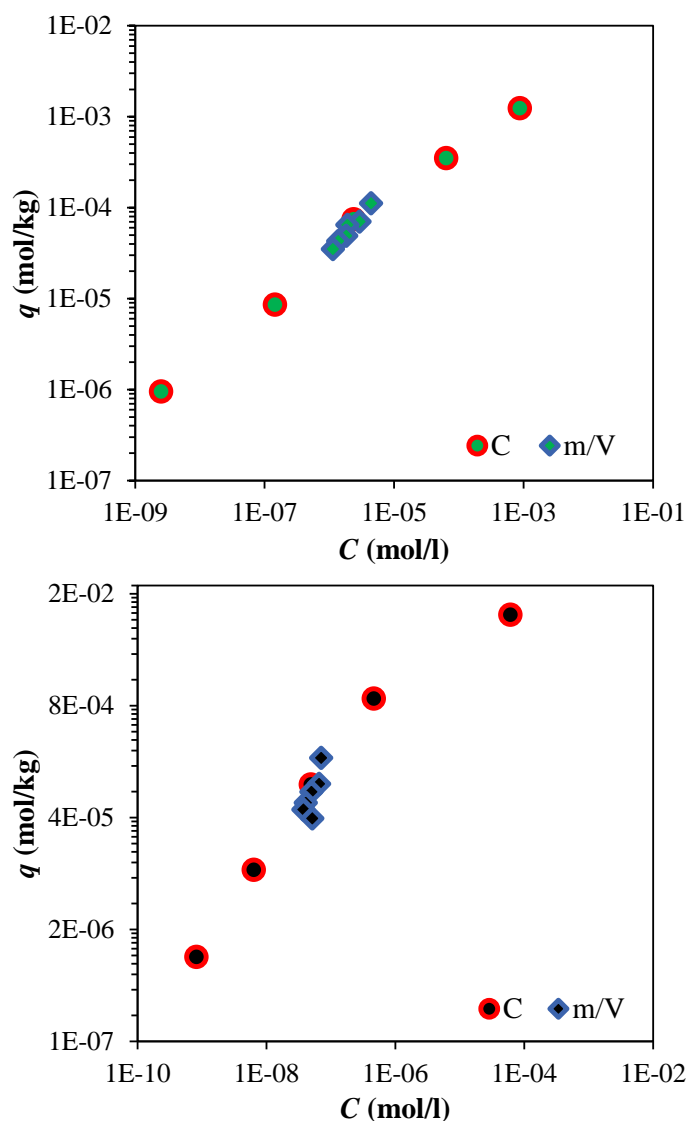 1E-02
1E-03
1E-04
1E-05
1E-06
1E-07
q (mol/kg)
C
m/V
1E-09 1E-07 1E-05 1E-03 1E-01
C (mol/l)
2E-02
8E-04
4E-05
2E-06
1E-07
q (mol/kg)
C
m/V
1E-10 1E-08 1E-06 1E-04 1E-02
C (mol/l)